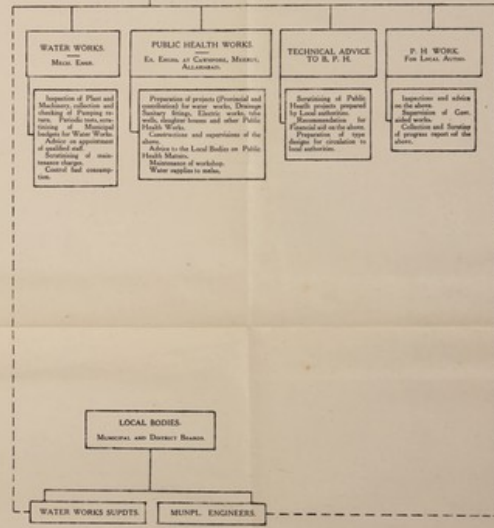 WATER WORKS.
MECH. ENGR.
Inspection of Plant and
Machinery, collection and
checking of Pumping re-
turn. Periodic tests, scru-
tining of Municipal
budgets for Water Works.
Advice on appointment
of qualified staff.
Scrutinising of main-
tenance charges.
Control fuel consump-
tion.
PUBLIC HEALTH WORKS.
EX. ENGRS. AT CAWNPORE, MEERUT,
ALLAHABAD.
Preparation of projects (Provincial and
contribution) for water works, Drainage
Sanitary fittings, Electric works, tube
wells, slaughter houses and other Public
Health Works.
Constructions and supervisions of the
above.
Advice to the Local Bodies on Public
Health Matters.
Maintenance of workshop.
Water supplies to melas.
TECHNICAL ADVICE
TO B. P. H.
Scrutinising of Public
Health projects prepared
by Local authorities.
Recommendation for
Financial aid on the above.
Preparation of type
designs for circulation to
local authorities.
P. H WORK.
FOR LOCAL
Inspections and advice
on the above.
Supervision of Govt.
aided works.
Collection and Scrutiny
of progress report of the
above.
LOCAL BODIES.
MUNICIPAL AND DISTRICT BOARDS.
WATER WORKS SUPDTS.
MUNPL. ENGINEERS.